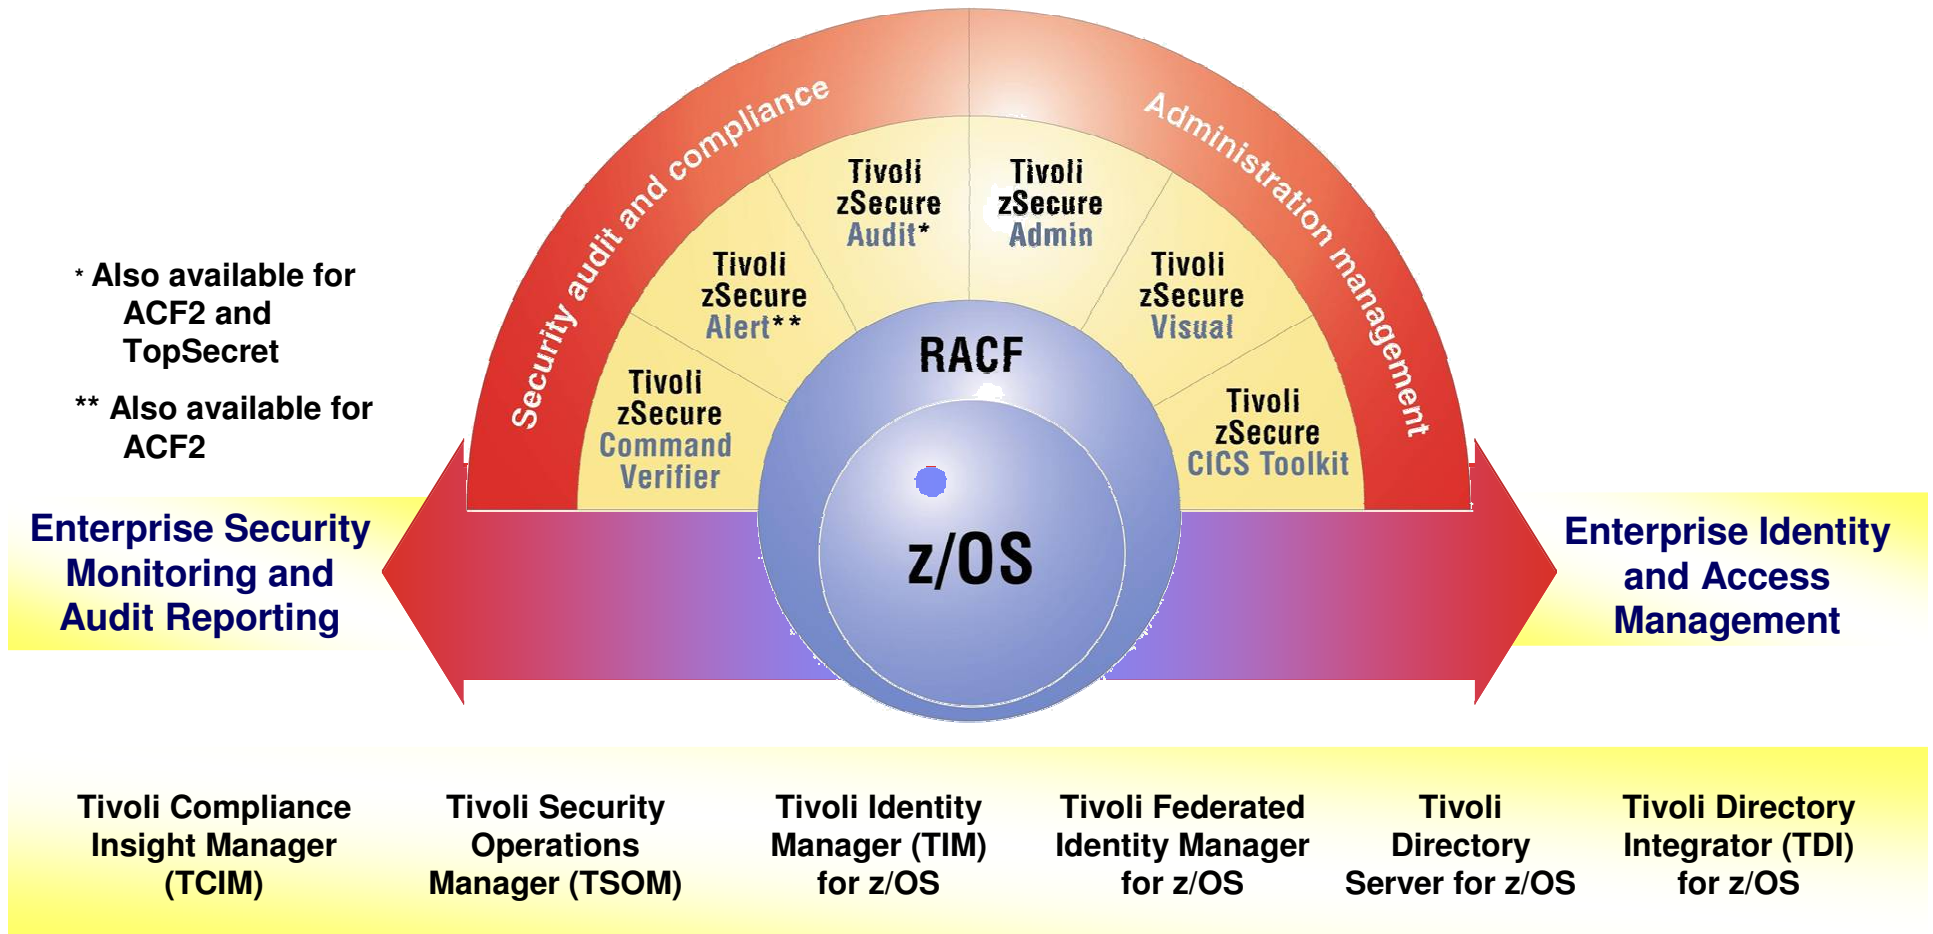 Security audit and compliance
Administration management
Tivoli
zSecure
Audit*
Tivoli
zSecure
Admin
Tivoli
zSecure
Alert**
Tivoli
zSecure
Visual
Tivoli
zSecure
Command
Verifier
Tivoli
zSecure
CICS Toolkit
RACF
z/OS
* Also available for
ACF2 and
TopSecret
** Also available for
ACF2
Enterprise Security
Monitoring and
Audit Reporting
Enterprise Identity
and Access
Management
Tivoli Compliance
Insight Manager
(TCIM)
Tivoli Security
Operations
Manager (TSOM)
Tivoli Identity
Manager (TIM)
for z/OS
Tivoli Federated
Identity Manager
for z/OS
Tivoli
Directory
Server for z/OS
Tivoli Directory
Integrator (TDI)
for z/OS